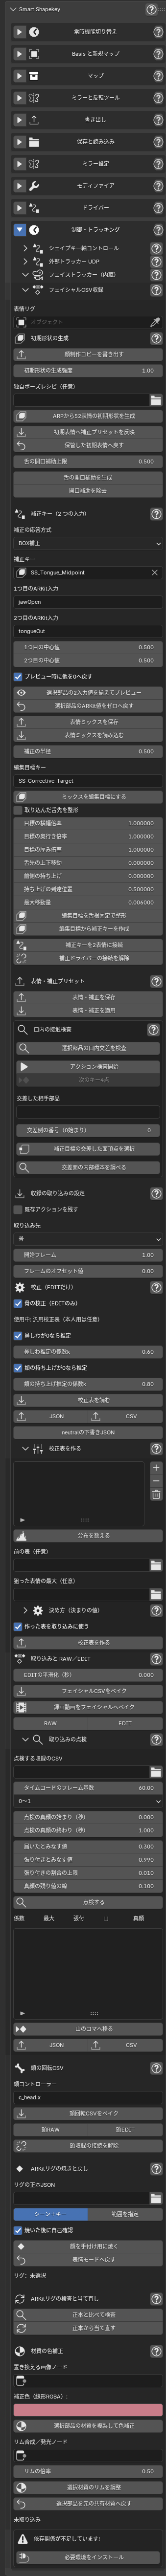 Smart Shapekey
常時機能切り替え
Basis と新規マップ
マップ
ミラーと反転ツール
書き出し
保存と読み込み
ミラー設定
モディファイア
ドライバー
制御・トラッキング
シェイプキー幅コントロール
外部トラッカー UDP
フェイストラッカー（内蔵）
フェイシャルCSV収録
表情リグ
オブジェクト
初期形状の生成
顔制作コピーを書き出す
初期形状の生成強度 1.00
独自ポーズレシピ（任意）
ARPからS2表情の初期形状を生成
初期表情へ補正プリセットを反映
保管した初期表情へ戻す
舌の開口補助上限 0.500
舌の開口補助を生成
開口補助を除去
補正キー（2 つの入力）
補正の応答方式
BOX補正
補正キー
SS_Tongue_Midpoint
1つ目のARKit入力
jawOpen
2つ目のARKit入力
tongueOut
1つ目の中心値 0.500
2つ目の中心値 0.500
プレビュー時に他を0へ戻す
選択部品の2入力値を揃えてプレビュー
選択部品のARKit値をゼロへ戻す
表情ミックスを保存
表情ミックスを読み込む
補正の半径 0.500
編集目標キー
SS_Corrective_Target
ミックスを編集目標にする
取り込んだ舌先を整形
目標の横幅倍率 1.000000
目標の奥行き倍率 1.000000
目標の厚み倍率 1.000000
舌先の上下移動 0.000000
前側の持ち上げ 0.000000
持ち上げの到達位置 0.500000
最大移動量 0.006000
編集目標を舌根固定で整形
編集目標から補正キーを作成
補正キーを2表情に接続
補正ドライバーの接続を解除
表情・補正プリセット
表情・補正を保存
表情・補正を適用
口内の接触検査
選択部品の口内交差を検査
アクション検査開始
次のキー4点
交差した相手部品
交差例の番号（0始まり） 0
補正目標の交差した面頂点を選択
交差面の内部標本を調べる
収録の取り込みの設定
既存アクションを残す
取り込み先
骨
開始フレーム 1.00
フレームのオフセット値 0.00
校正（EDITだけ）
骨の校正（EDITのみ）
使用中: 汎用校正表（本人用は任意）
鼻しわが0なら推定
鼻しわ推定の係数k 0.60
頬の持ち上げが0なら推定
頬の持ち上げ推定の係数k 0.80
校正表を読む
JSON
CSV
neutralの下書きJSON
校正表を作る
分布を数える
前の表（任意）
狙った表情の最大（任意）
決め方（決まりの値）
作った表を取り込みに使う
校正表を作る
取り込みと RAW／EDIT
EDITの平滑化（秒） 0.000
フェイシャルCSVをベイク
録画動画をフェイシャルへベイク
RAW
EDIT
取り込みの点検
点検する収録のCSV
タイムコードのフレーム基数 60.00
0〜1
点検の真顔の始まり（秒） 0.000
点検の真顔の終わり（秒） 1.000
届いたとみなす値 0.300
張り付きとみなす値 0.990
張り付きの割合の上限 0.010
真顔の残り値の線 0.100
点検する
係数 最大 張付 山 真顔
山のコマへ移る
JSON
CSV
頭の回転CSV
頭コントローラー
c_head.x
頭回転CSVをベイク
頭RAW
頭EDIT
頭収録の接続を解除
ARKitリグの焼きと戻し
リグの正本JSON
シーン＋キー
範囲を指定
焼いた後に自己確認
顔を手付け用に焼く
表情モードへ戻す
リグ: 未選択
ARKitリグの検査と当て直し
正本と比べて検査
正本から当て直す
材質の色補正
置き換える画像ノード
補正色（線形RGBA）:
選択部品の材質を複製して色補正
リム合成／発光ノード
リムの倍率 0.50
選択材質のリムを調整
選択部品を元の共有材質へ戻す
未取り込み
依存関係が不足しています!
必要環境をインストール